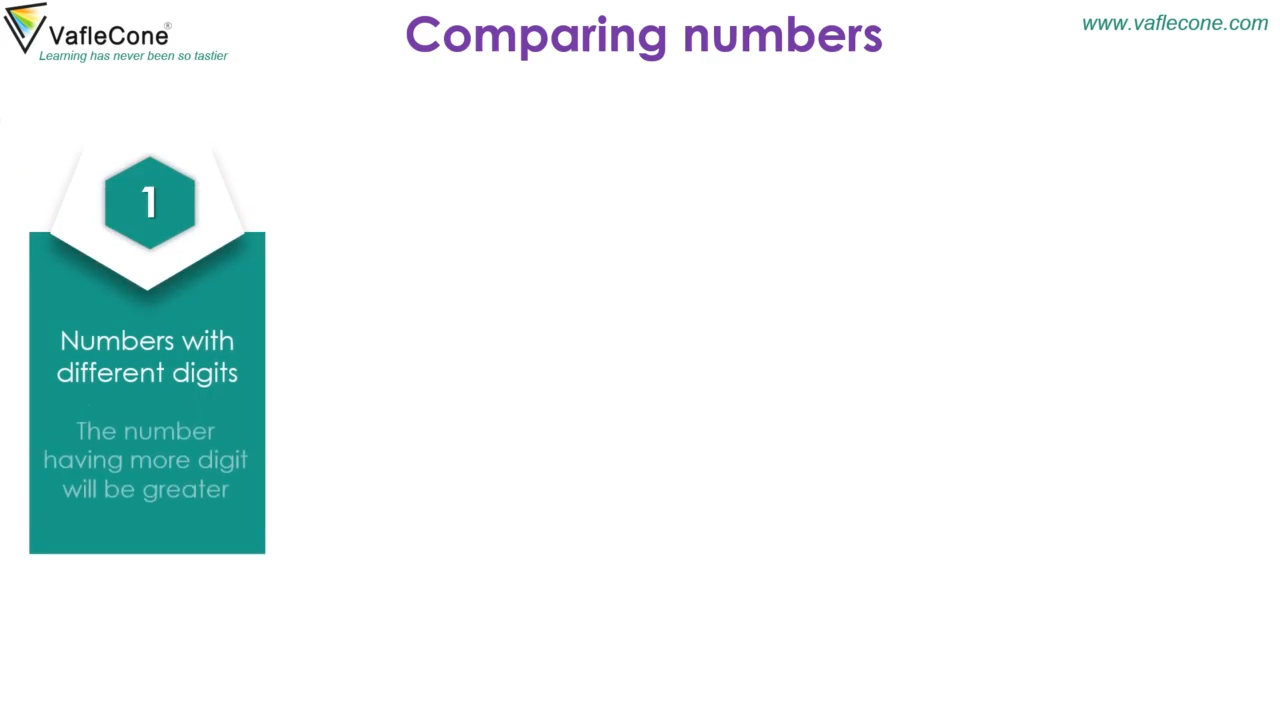 VafleCone®
Learning has never been so tastier
Comparing numbers
www.vaflecone.com
1
Numbers with
different digits
The number
having more digit
will be greater